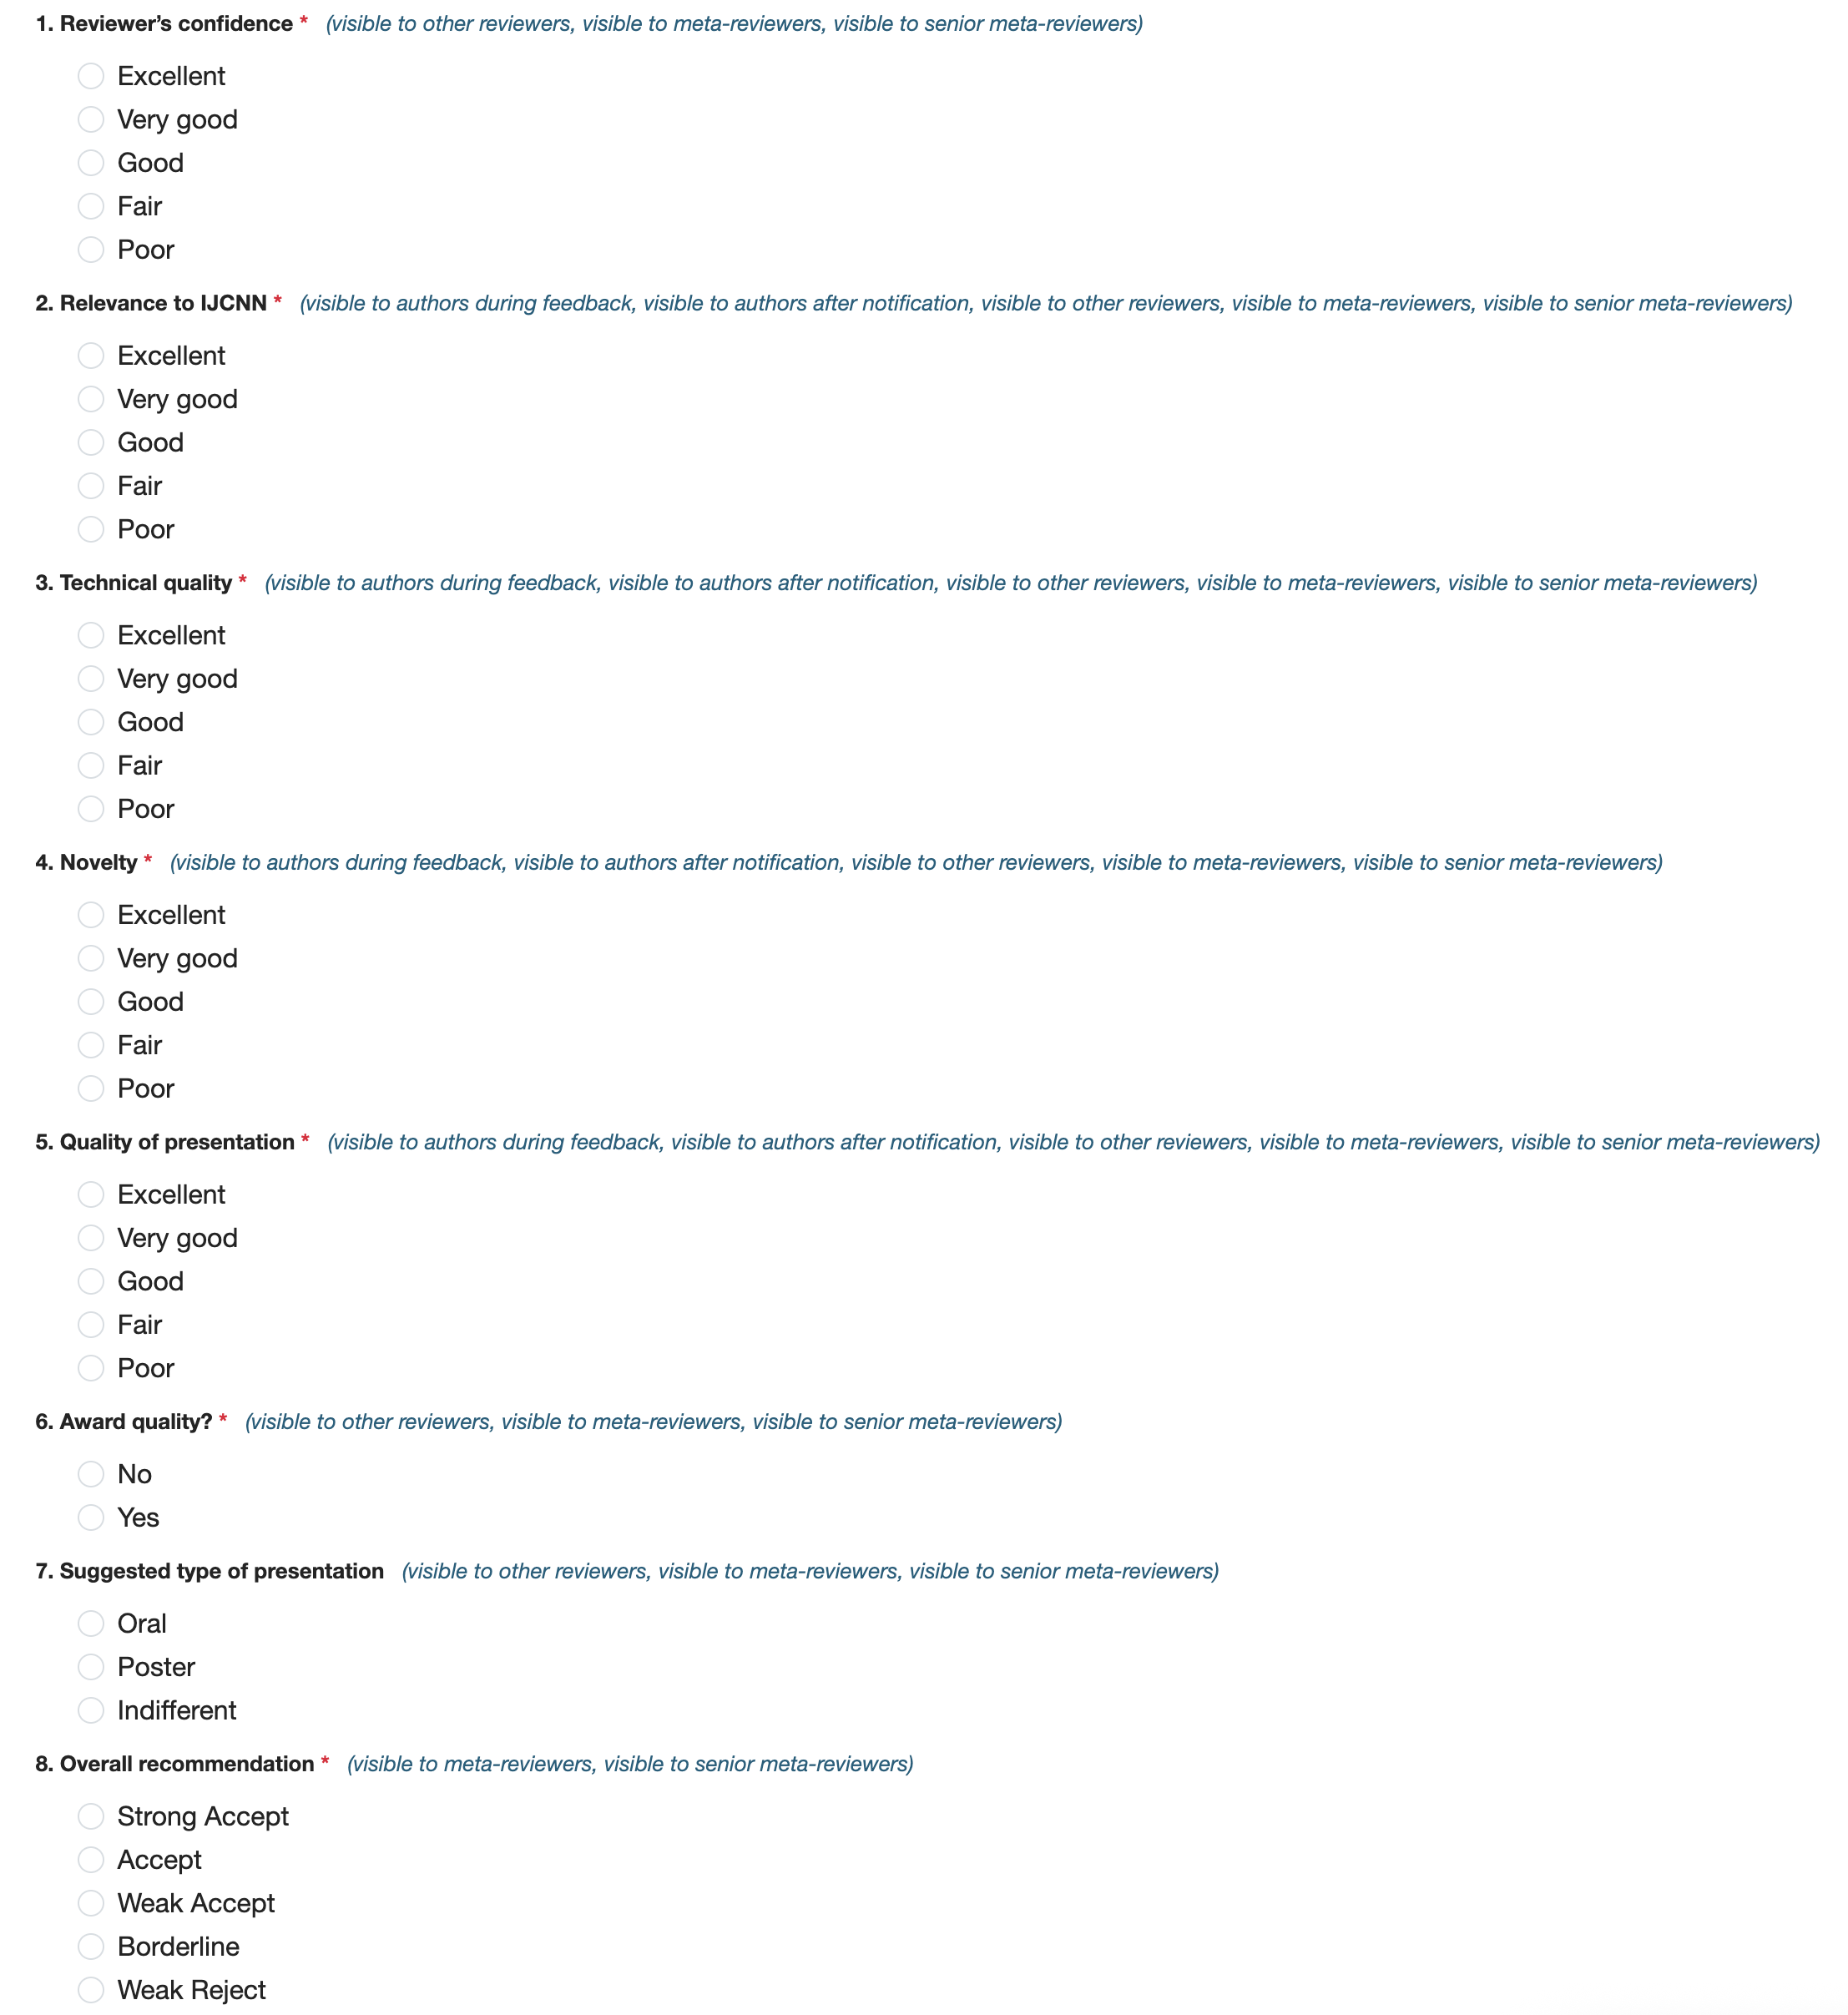 1. Reviewer’s confidence * (visible to other reviewers, visible to meta-reviewers, visible to senior meta-reviewers)
Excellent
Very good
Good
Fair
Poor
2. Relevance to IJCNN * (visible to authors during feedback, visible to authors after notification, visible to other reviewers, visible to meta-reviewers, visible to senior meta-reviewers)
Excellent
Very good
Good
Fair
Poor
3. Technical quality * (visible to authors during feedback, visible to authors after notification, visible to other reviewers, visible to meta-reviewers, visible to senior meta-reviewers)
Excellent
Very good
Good
Fair
Poor
4. Novelty * (visible to authors during feedback, visible to authors after notification, visible to other reviewers, visible to meta-reviewers, visible to senior meta-reviewers)
Excellent
Very good
Good
Fair
Poor
5. Quality of presentation * (visible to authors during feedback, visible to authors after notification, visible to other reviewers, visible to meta-reviewers, visible to senior meta-reviewers)
Excellent
Very good
Good
Fair
Poor
6. Award quality? * (visible to other reviewers, visible to meta-reviewers, visible to senior meta-reviewers)
No
Yes
7. Suggested type of presentation (visible to other reviewers, visible to meta-reviewers, visible to senior meta-reviewers)
Oral
Poster
Indifferent
8. Overall recommendation * (visible to meta-reviewers, visible to senior meta-reviewers)
Strong Accept
Accept
Weak Accept
Borderline
Weak Reject